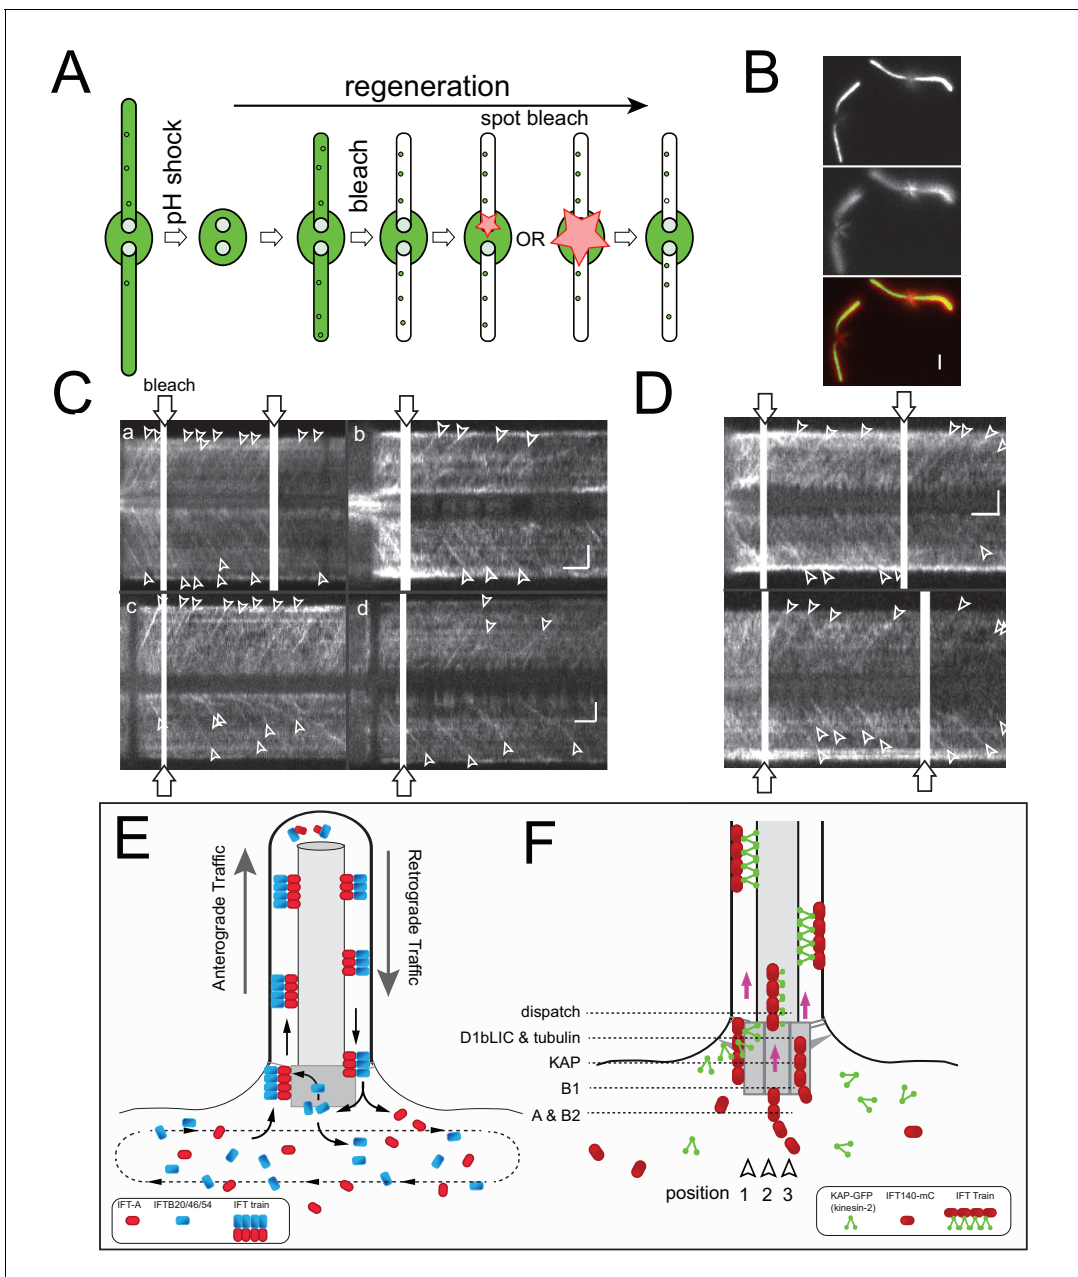 A
regeneration
pH shock
bleach
spot bleach
OR
B
C
bleach
a
b
c
d
D
E
Anterograde Traffic
Retrograde Traffic
IFT-A
IFTB20/46/54
IFT train
F
dispatch
D1bLIC & tubulin
KAP
B1
A & B2
position 1 2 3
KAP-GFP
(kinesin-2)
IFT140-mC
IFT Train